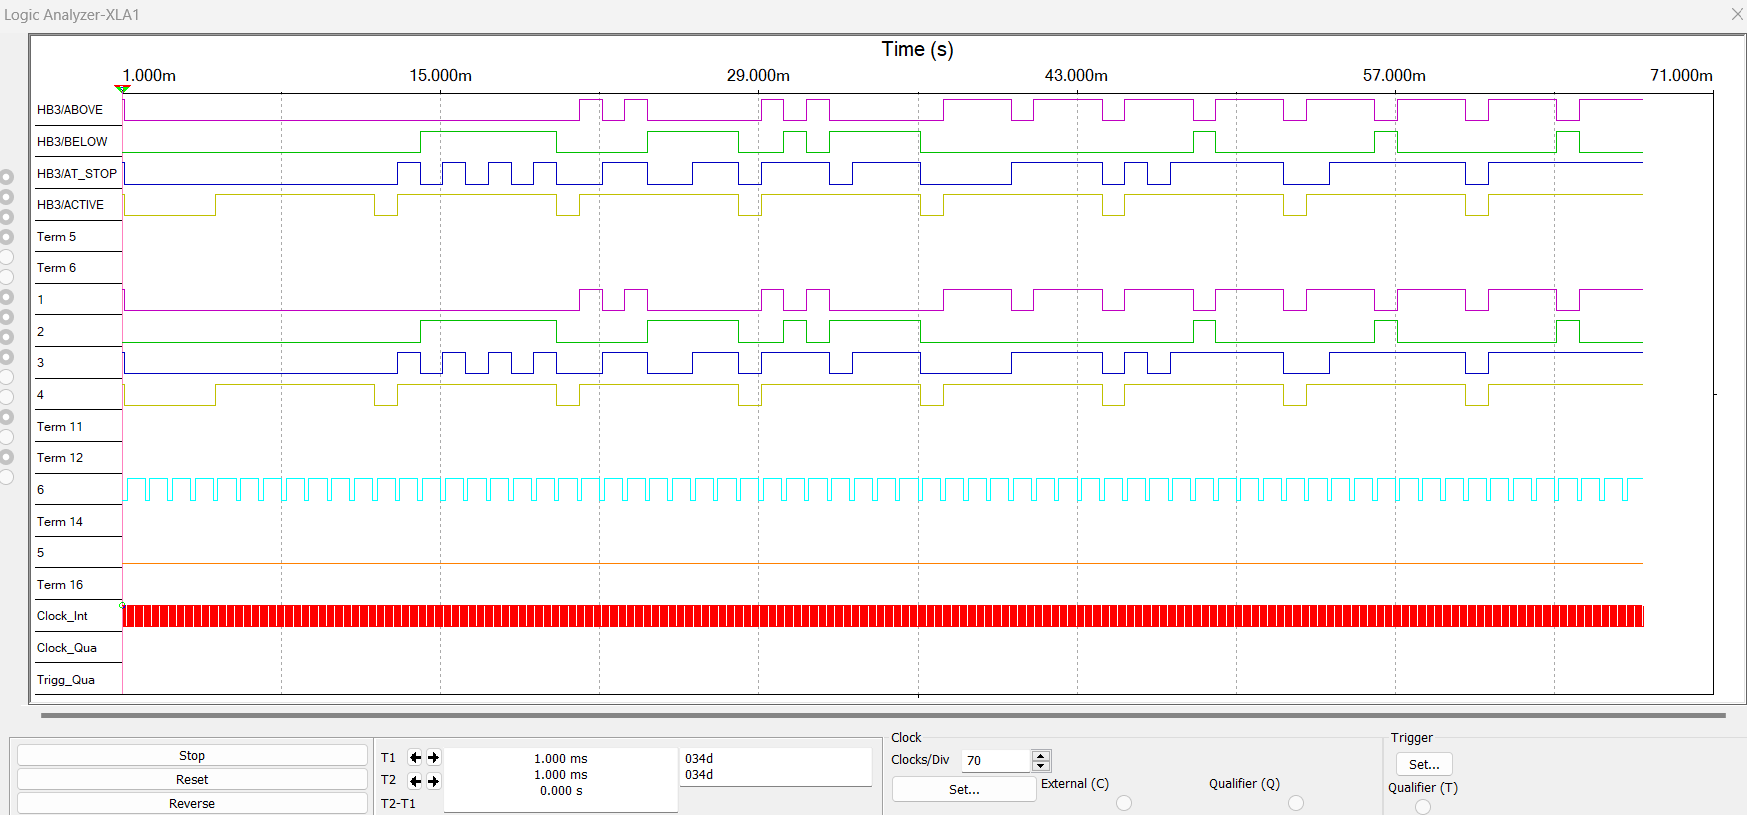 Logic Analyzer-XLA1
Time (s)
1.000m 15.000m 29.000m 43.000m 57.000m 71.000m
HB3/ABOVE
HB3/BELOW
HB3/AT_STOP
HB3/ACTIVE
Term 5
Term 6
1
2
3
4
Term 11
Term 12
6
Term 14
5
Term 16
Clock_Int
Clock_Qua
Trigg_Qua
Stop
Reset
Reverse
T1 1.000 ms 034d
T2 1.000 ms 034d
T2-T1 0.000 s
Clock
Clocks/Div 70
Set...
External (C)
Qualifier (Q)
Trigger
Set...
Qualifier (T)